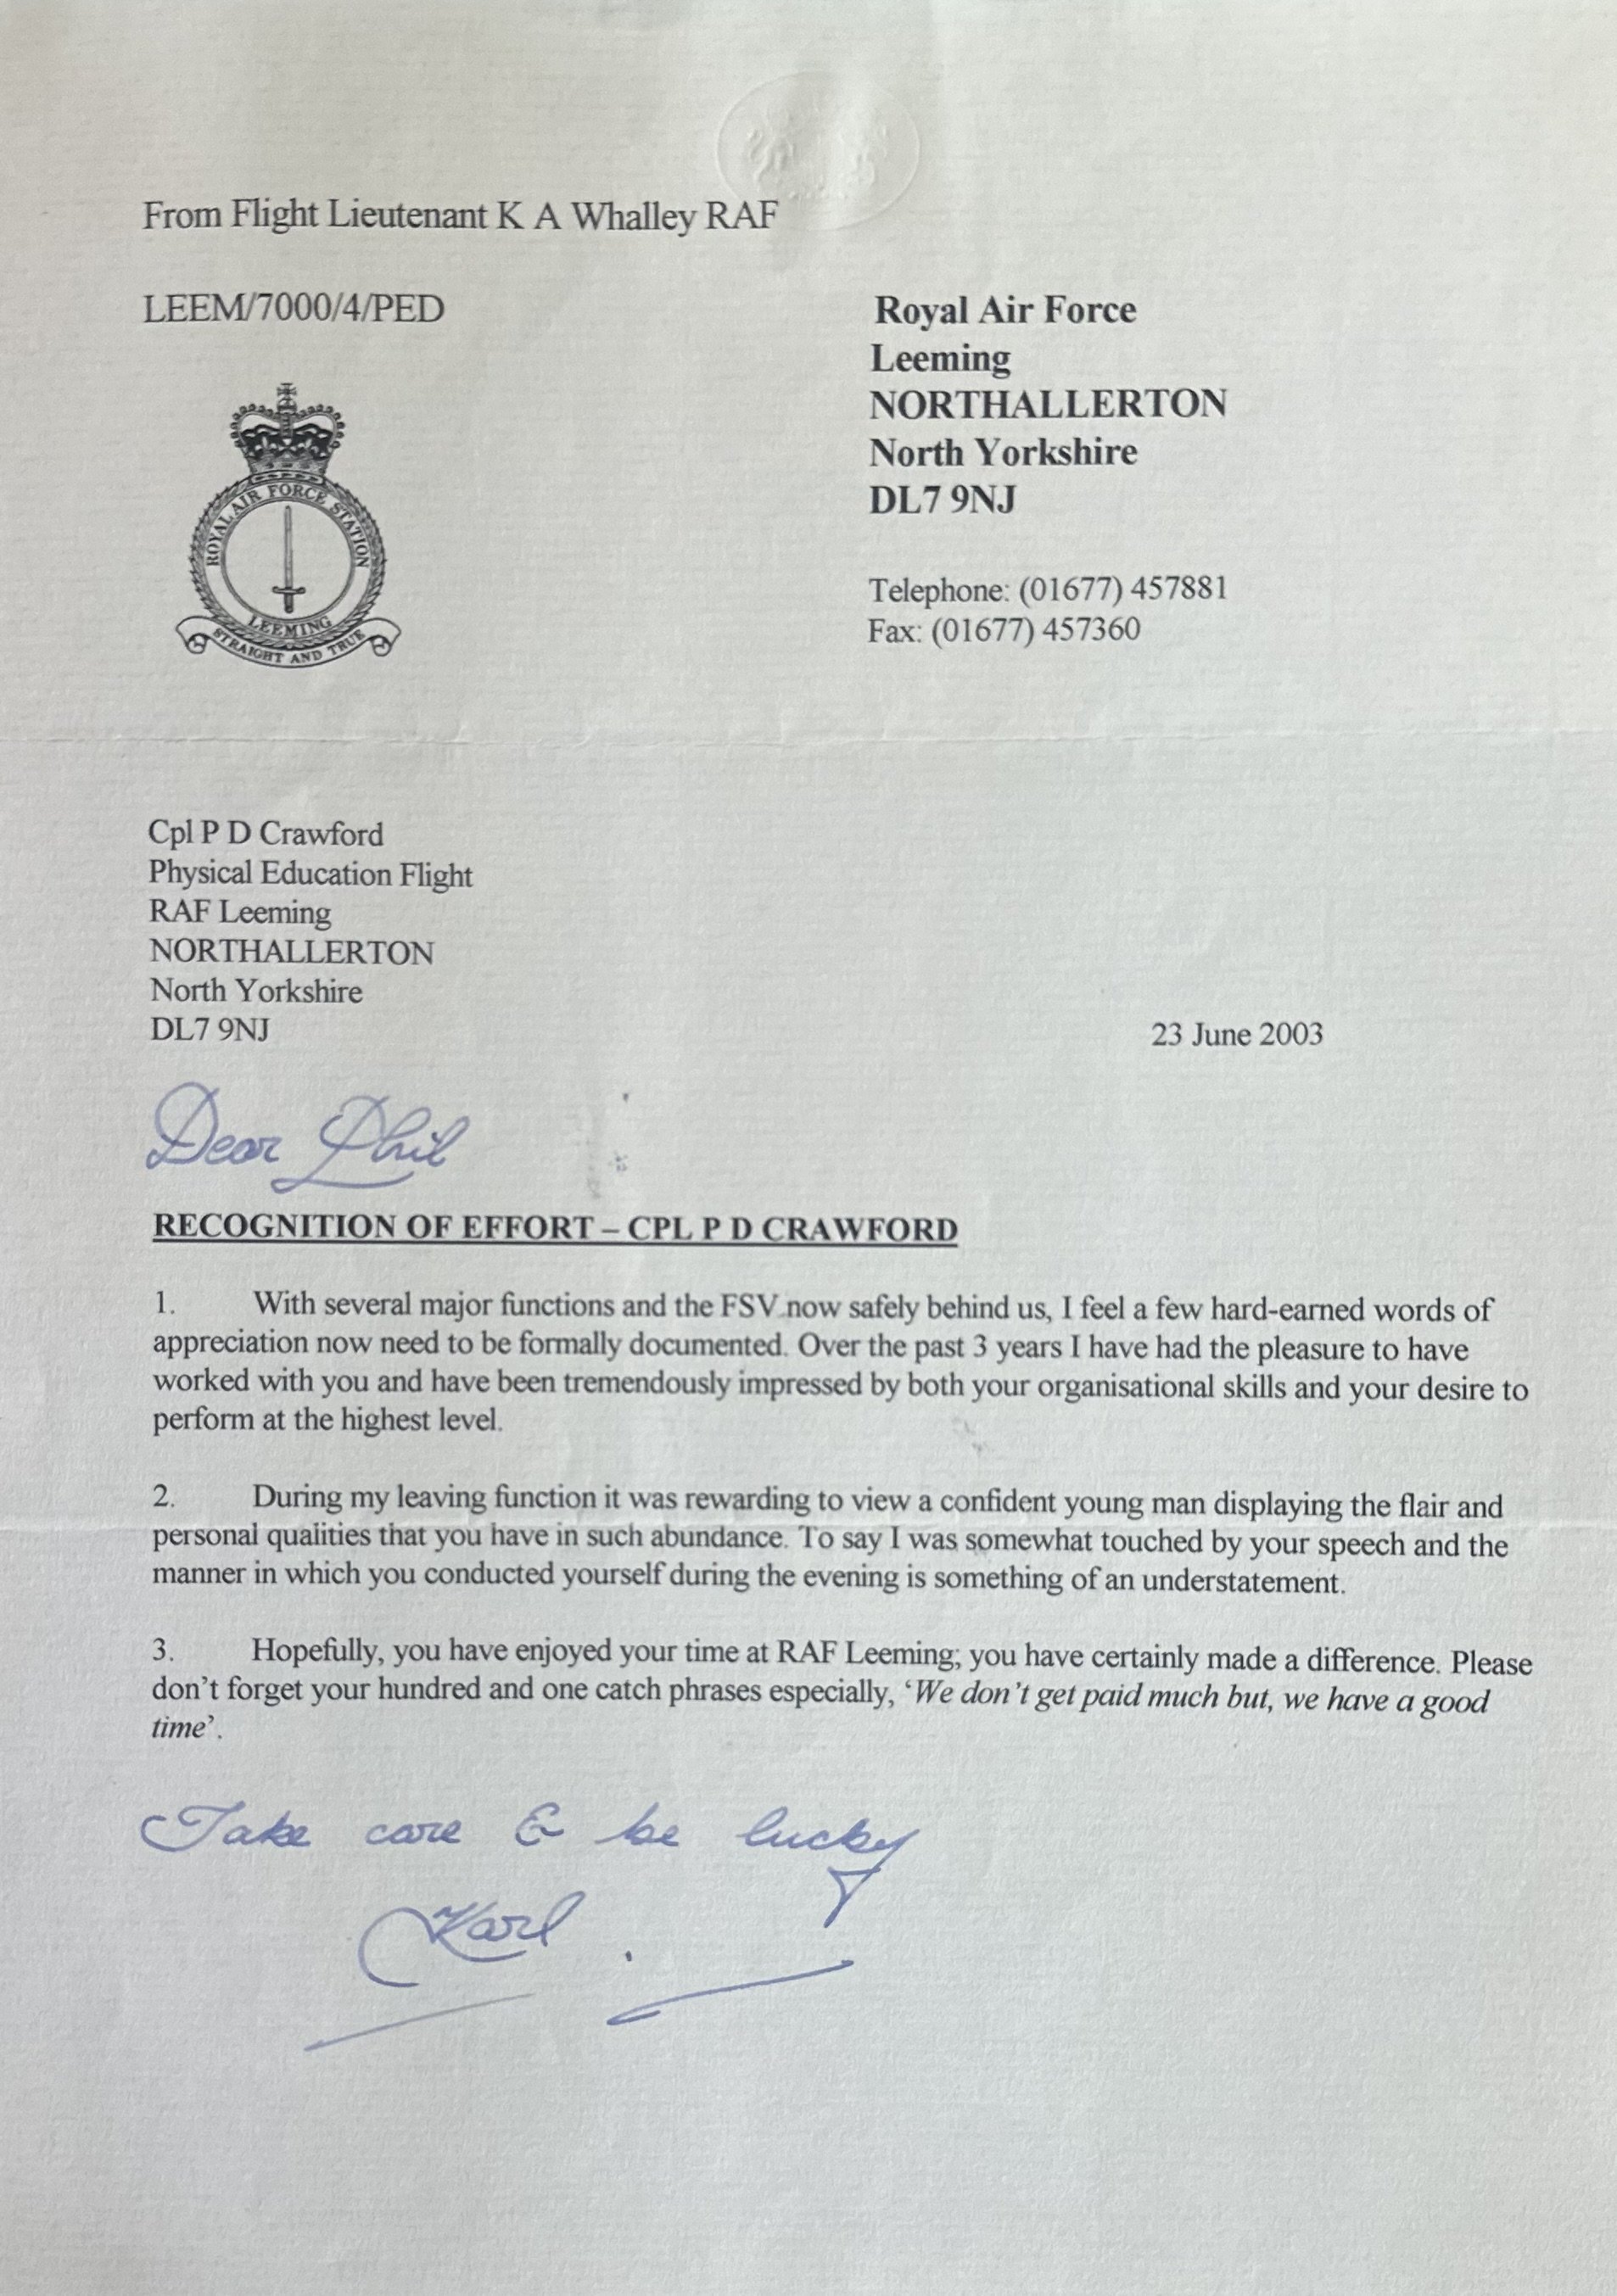 From Flight Lieutenant K A Whalley RAF
LEEM/7000/4/PED
Royal Air Force
Leeming
NORTHALLERTON
North Yorkshire
DL7 9NJ
Telephone: (01677) 457881
Fax: (01677) 457360
ROYAL AIR FORCE STATION
LEEMING
STRAIGHT AND TRUE
Cpl P D Crawford
Physical Education Flight
RAF Leeming
NORTHALLERTON
North Yorkshire
DL7 9NJ
23 June 2003
Dear Phil
RECOGNITION OF EFFORT – CPL P D CRAWFORD
1. With several major functions and the FSV now safely behind us, I feel a few hard-earned words of
appreciation now need to be formally documented. Over the past 3 years I have had the pleasure to have
worked with you and have been tremendously impressed by both your organisational skills and your desire to
perform at the highest level.
2. During my leaving function it was rewarding to view a confident young man displaying the flair and
personal qualities that you have in such abundance. To say I was somewhat touched by your speech and the
manner in which you conducted yourself during the evening is something of an understatement.
3. Hopefully, you have enjoyed your time at RAF Leeming; you have certainly made a difference. Please
don't forget your hundred and one catch phrases especially, ‘We don't get paid much but, we have a good
time’.
Take care & be lucky
Karl.